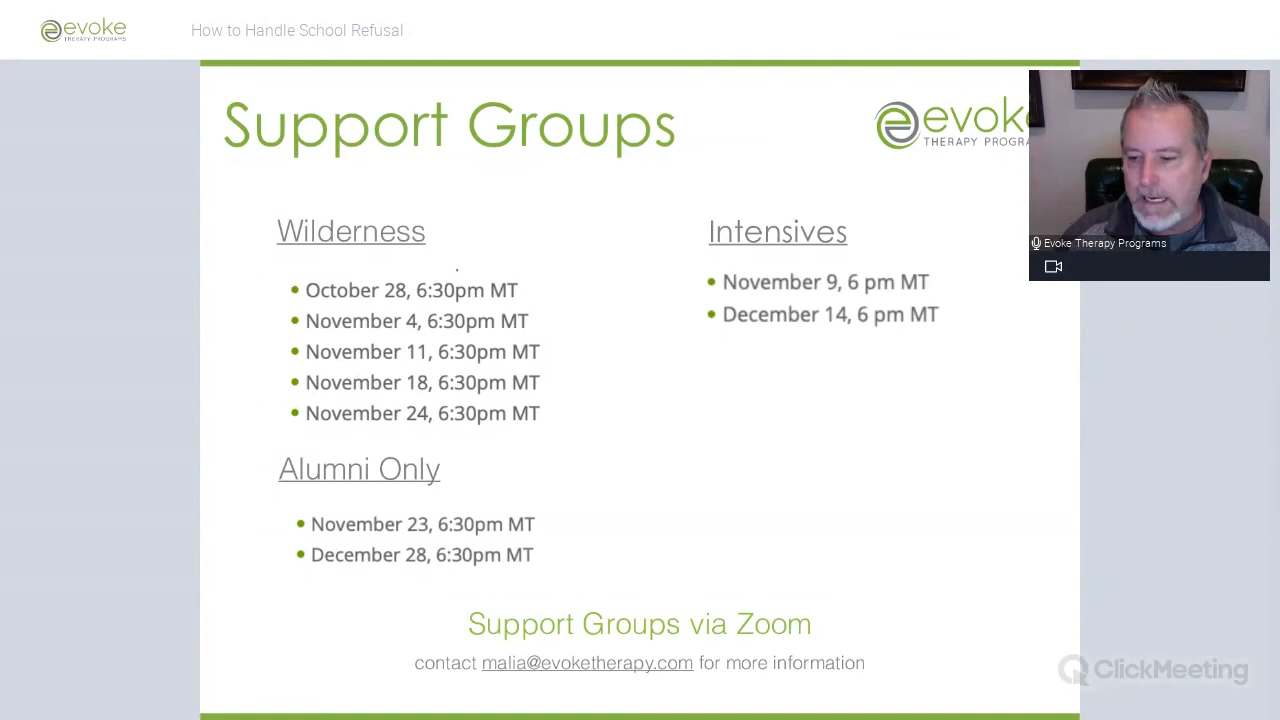 evoke
THERAPY PROGRAMS
How to Handle School Refusal
Support Groups
evoke
THERAPY PROGRA
Evoke Therapy Programs
Wilderness
October 28, 6:30pm MT
November 4, 6:30pm MT
November 11, 6:30pm MT
November 18, 6:30pm MT
November 24, 6:30pm MT
Intensives
November 9, 6 pm MT
December 14, 6 pm MT
Alumni Only
November 23, 6:30pm MT
December 28, 6:30pm MT
Support Groups via Zoom
contact malia@evoketherapy.com for more information
ClickMeeting